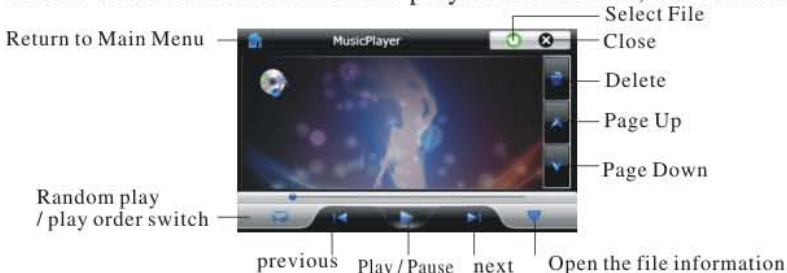 Select File
Return to Main Menu
MusicPlayer
Close
Delete
Page Up
Page Down
Random play
/ play order switch
previous
Play / Pause
next
Open the file information